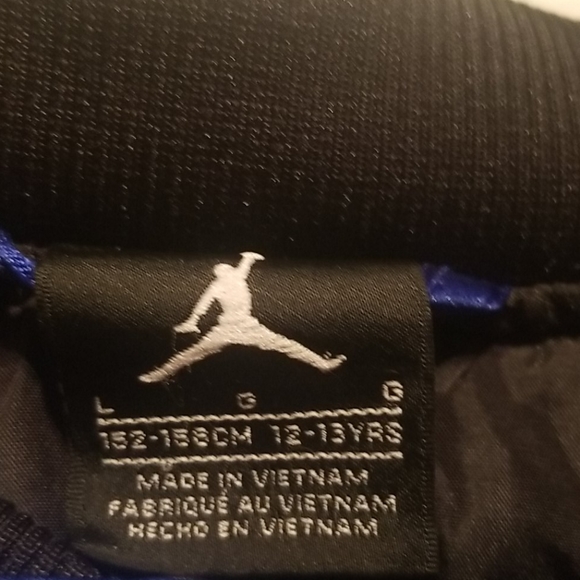 L G G
152-158CM 12-13YRS
MADE IN VIETNAM
FABRIQUÉ AU VIETNAM
HECHO EN VIETNAM